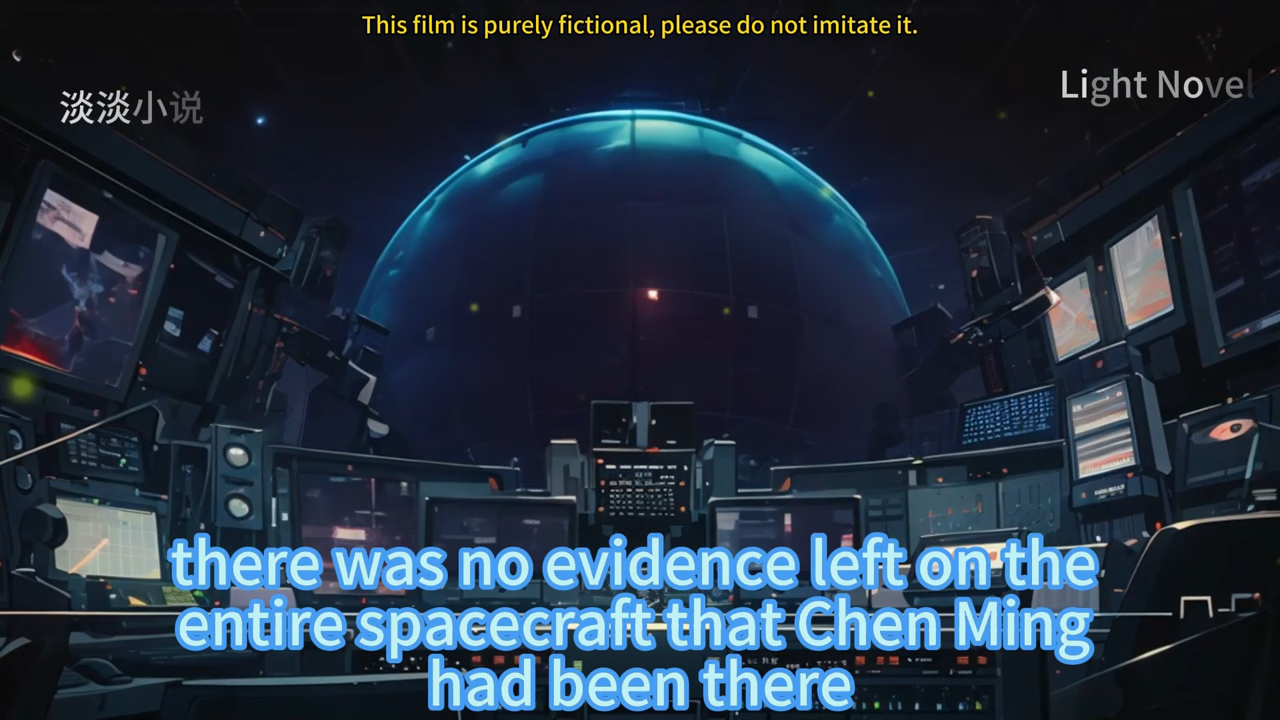 This film is purely fictional, please do not imitate it.
淡淡小说
Light Novel
there was no evidence left on the
entire spacecraft that Chen Ming
had been there